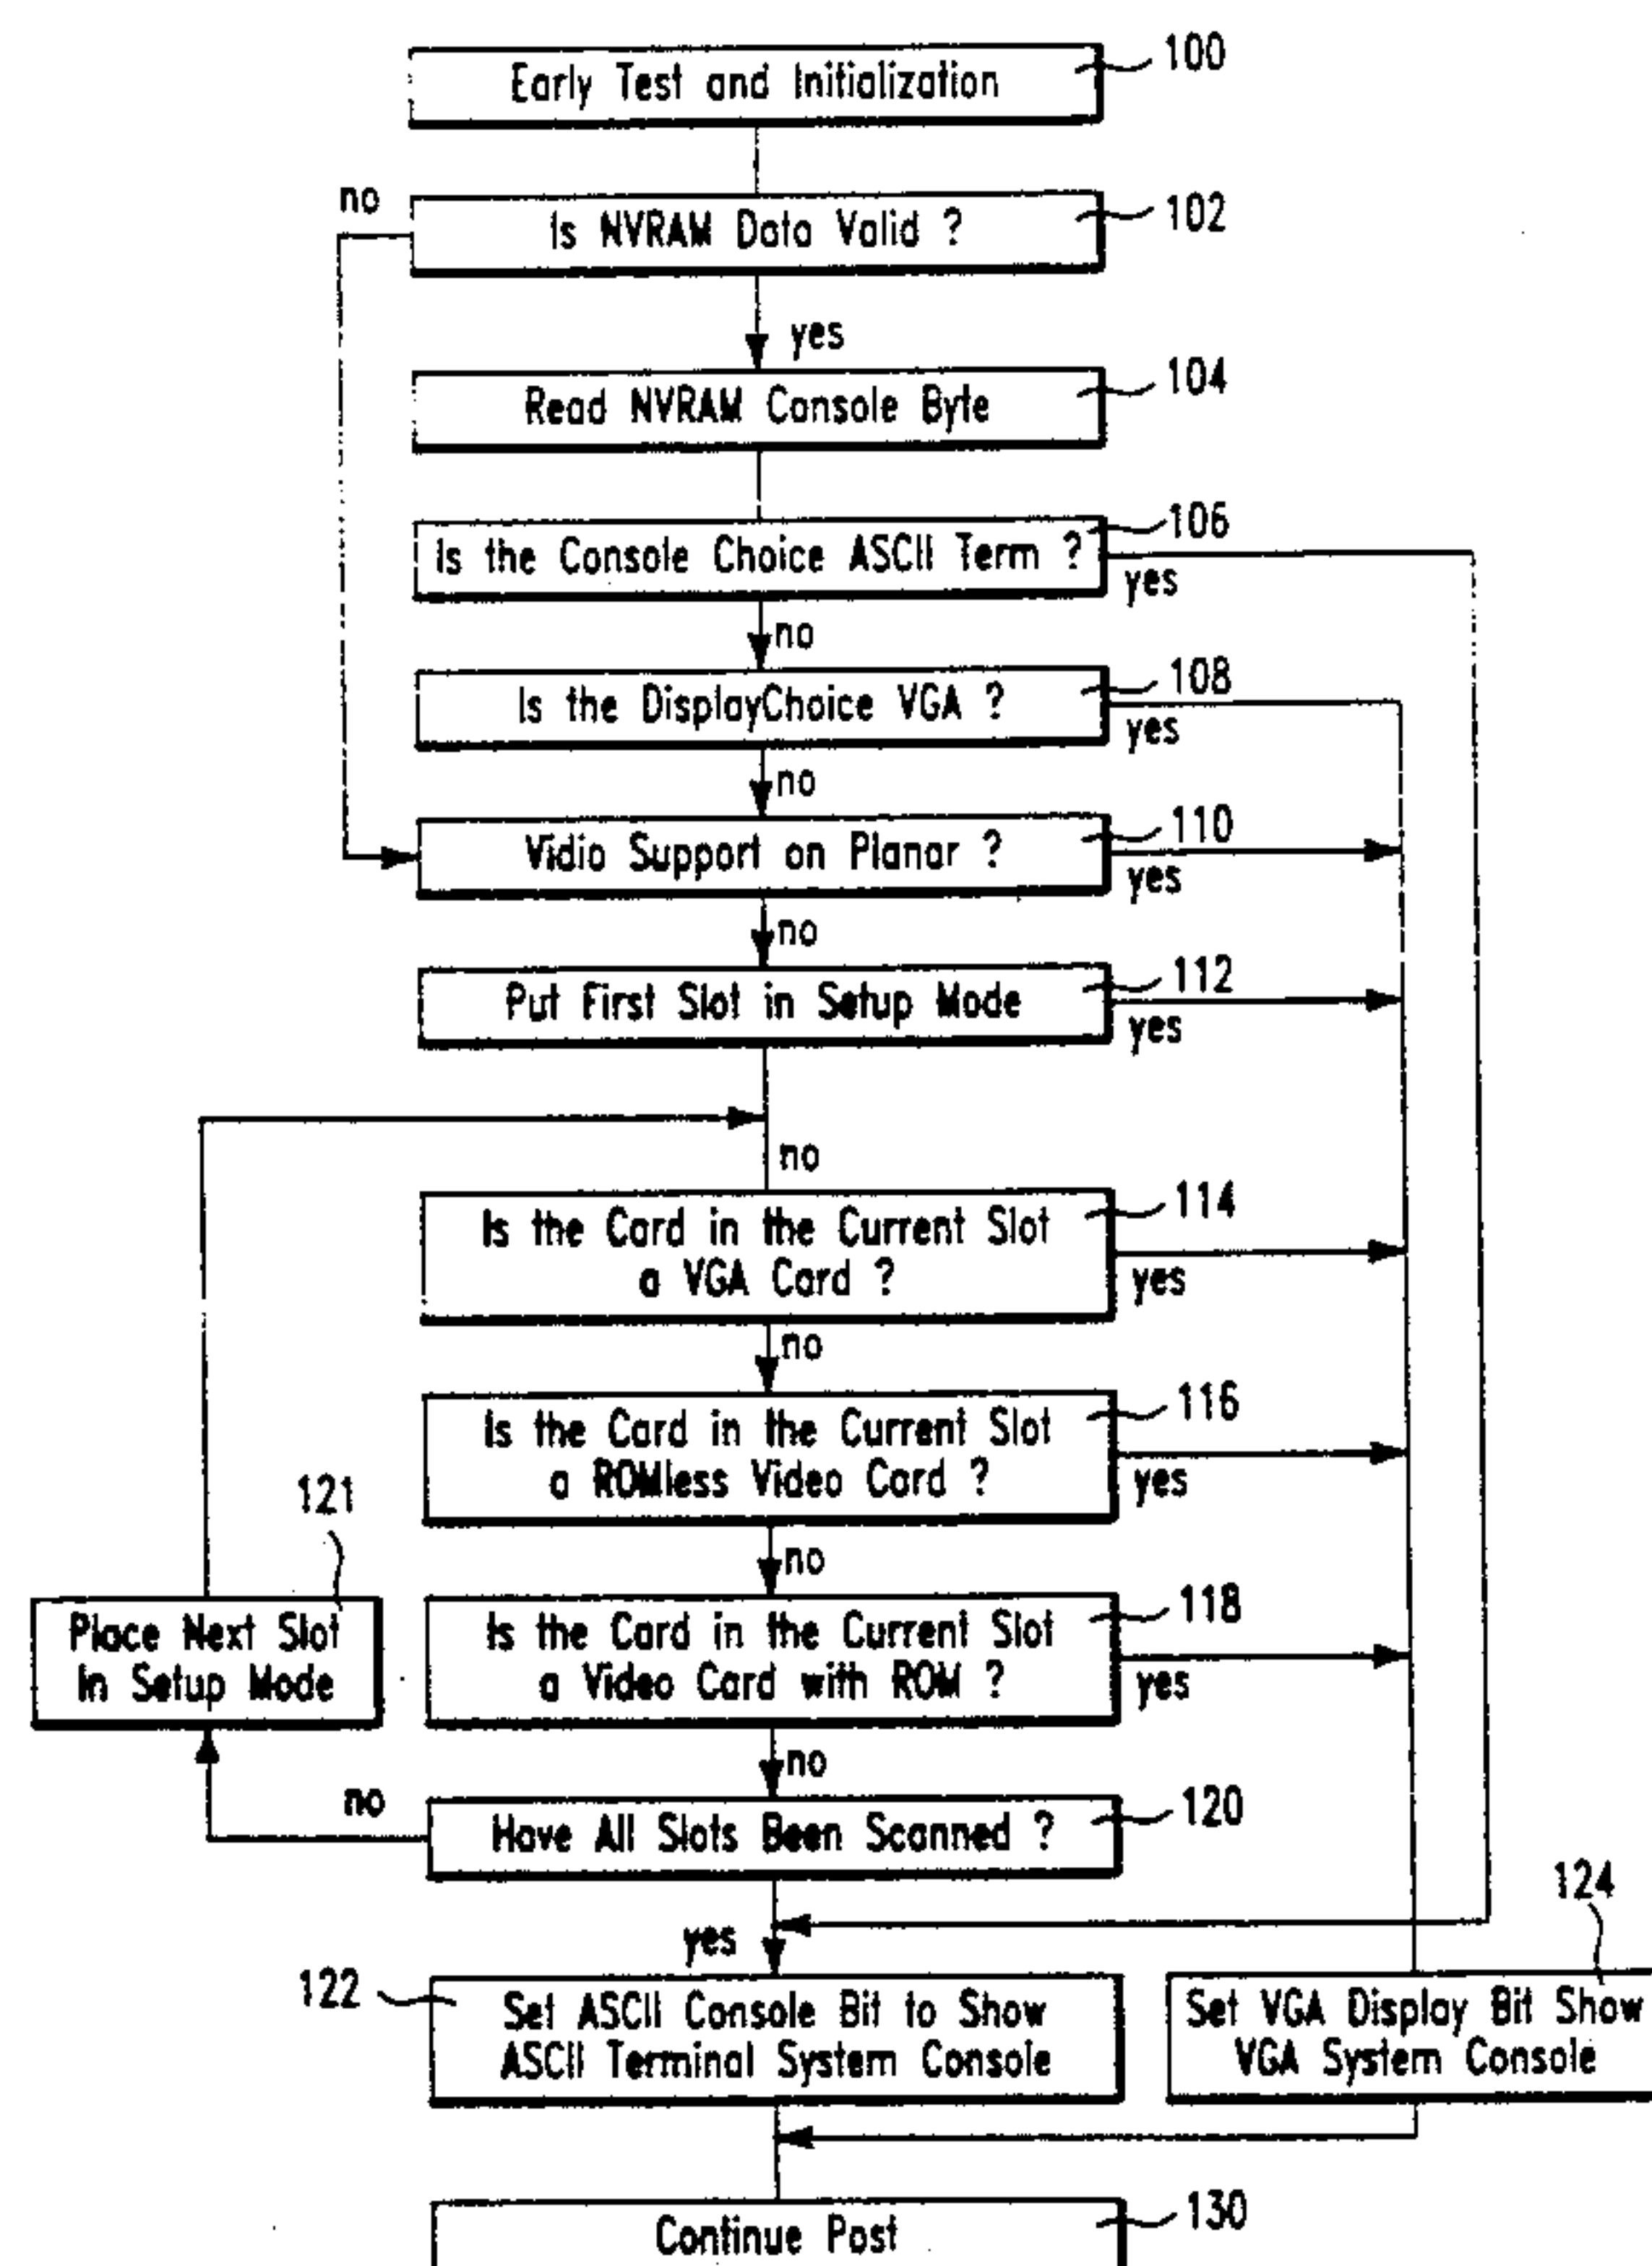 Early Test and Initialization
100
no
Is NVRAM Data Valid ?
102
yes
Read NVRAM Console Byte
104
Is the Console Choice ASCII Term ?
106
yes
no
Is the DisplayChoice VGA ?
108
yes
no
Vidio Support on Planar ?
110
yes
no
Put First Slot in Setup Mode
112
yes
no
Is the Card in the Current Slot
a VGA Card ?
114
yes
no
Is the Card in the Current Slot
a ROMless Video Card ?
116
yes
no
121
Place Next Slot
In Setup Mode
Is the Card in the Current Slot
a Video Card with ROM ?
118
yes
no
no
Have All Slots Been Scanned ?
120
yes
122
Set ASCII Console Bit to Show
ASCII Terminal System Console
124
Set VGA Display Bit Show
VGA System Console
Continue Post
130